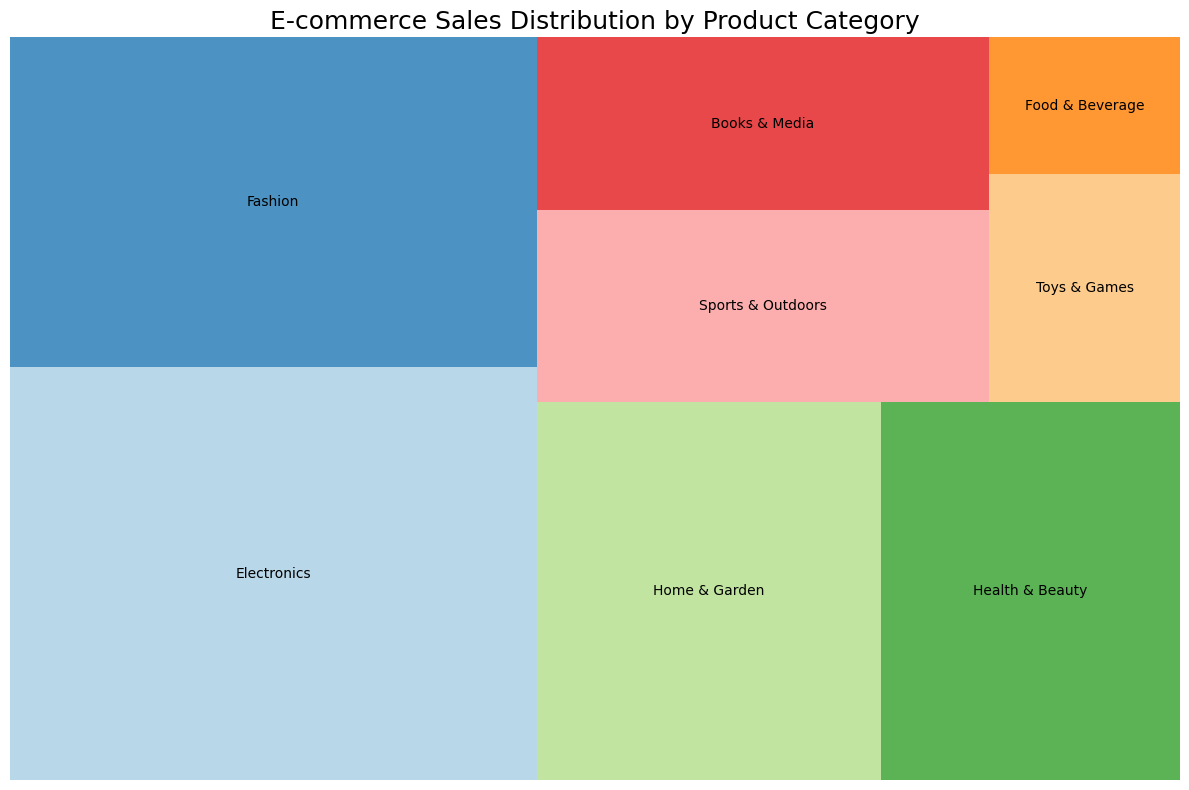 E-commerce Sales Distribution by Product Category
Fashion
Books & Media
Food & Beverage
Sports & Outdoors
Toys & Games
Electronics
Home & Garden
Health & Beauty